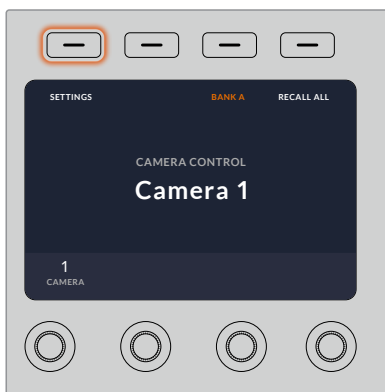 SETTINGS BANK A RECALL ALL
CAMERA CONTROL
Camera 1
1
CAMERA